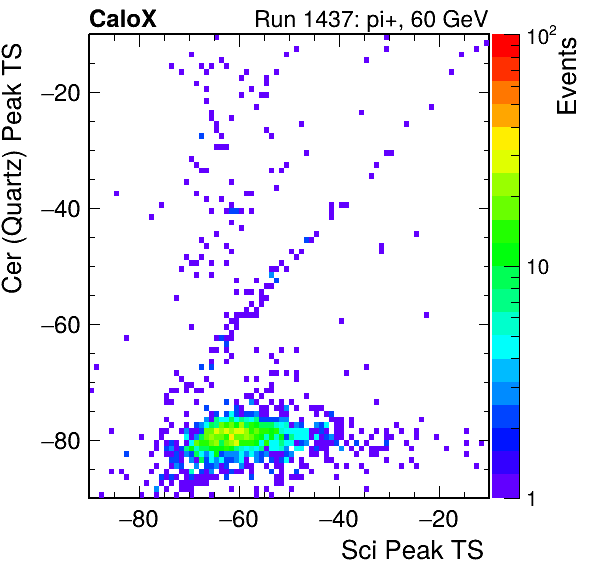 CaloX Run 1437: pi+, 60 GeV
Cer (Quartz) Peak TS
−20
−40
−60
−80
−80 −60 −40 −20
Sci Peak TS
10²
10
1
Events